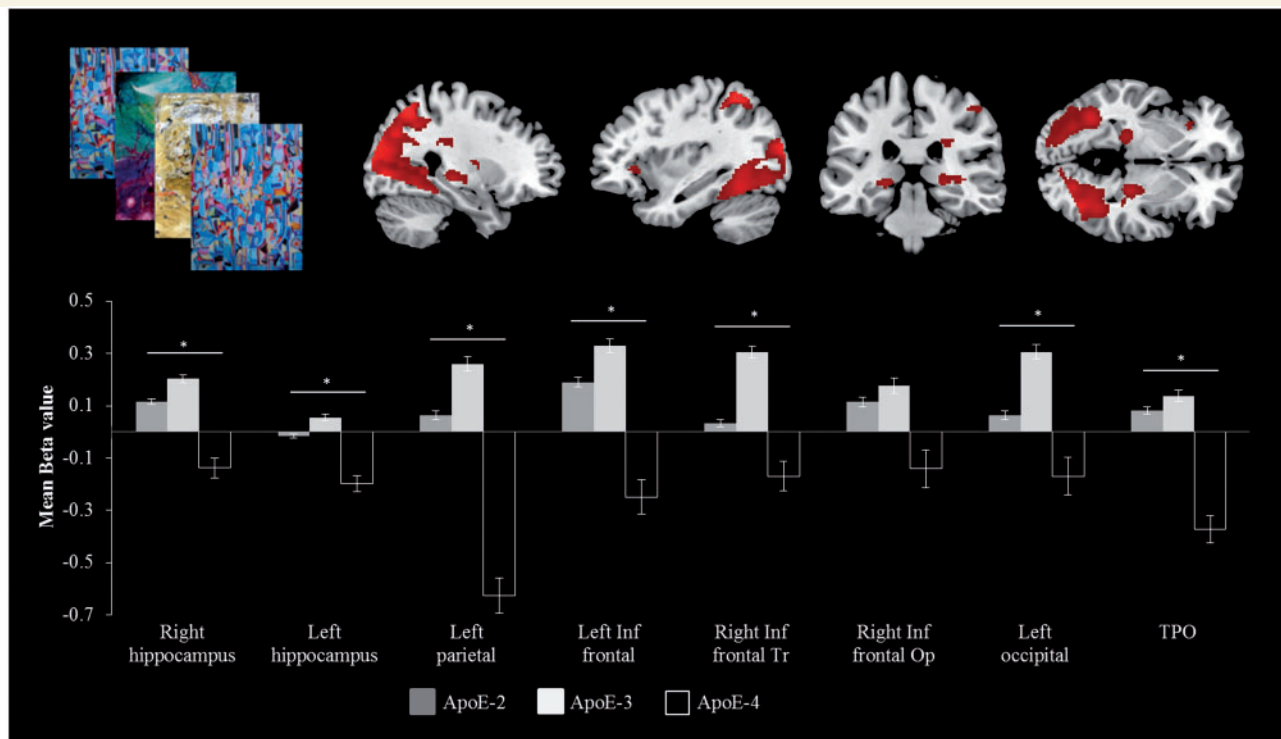 0.5
0.3
0.1
-0.1
-0.3
-0.5
-0.7
Mean Beta value
*
*
*
*
*
*
*
Right
hippocampus
Left
hippocampus
Left
parietal
Left Inf
frontal
Right Inf
frontal Tr
Right Inf
frontal Op
Left
occipital
TPO
ApoE-2
ApoE-3
ApoE-4